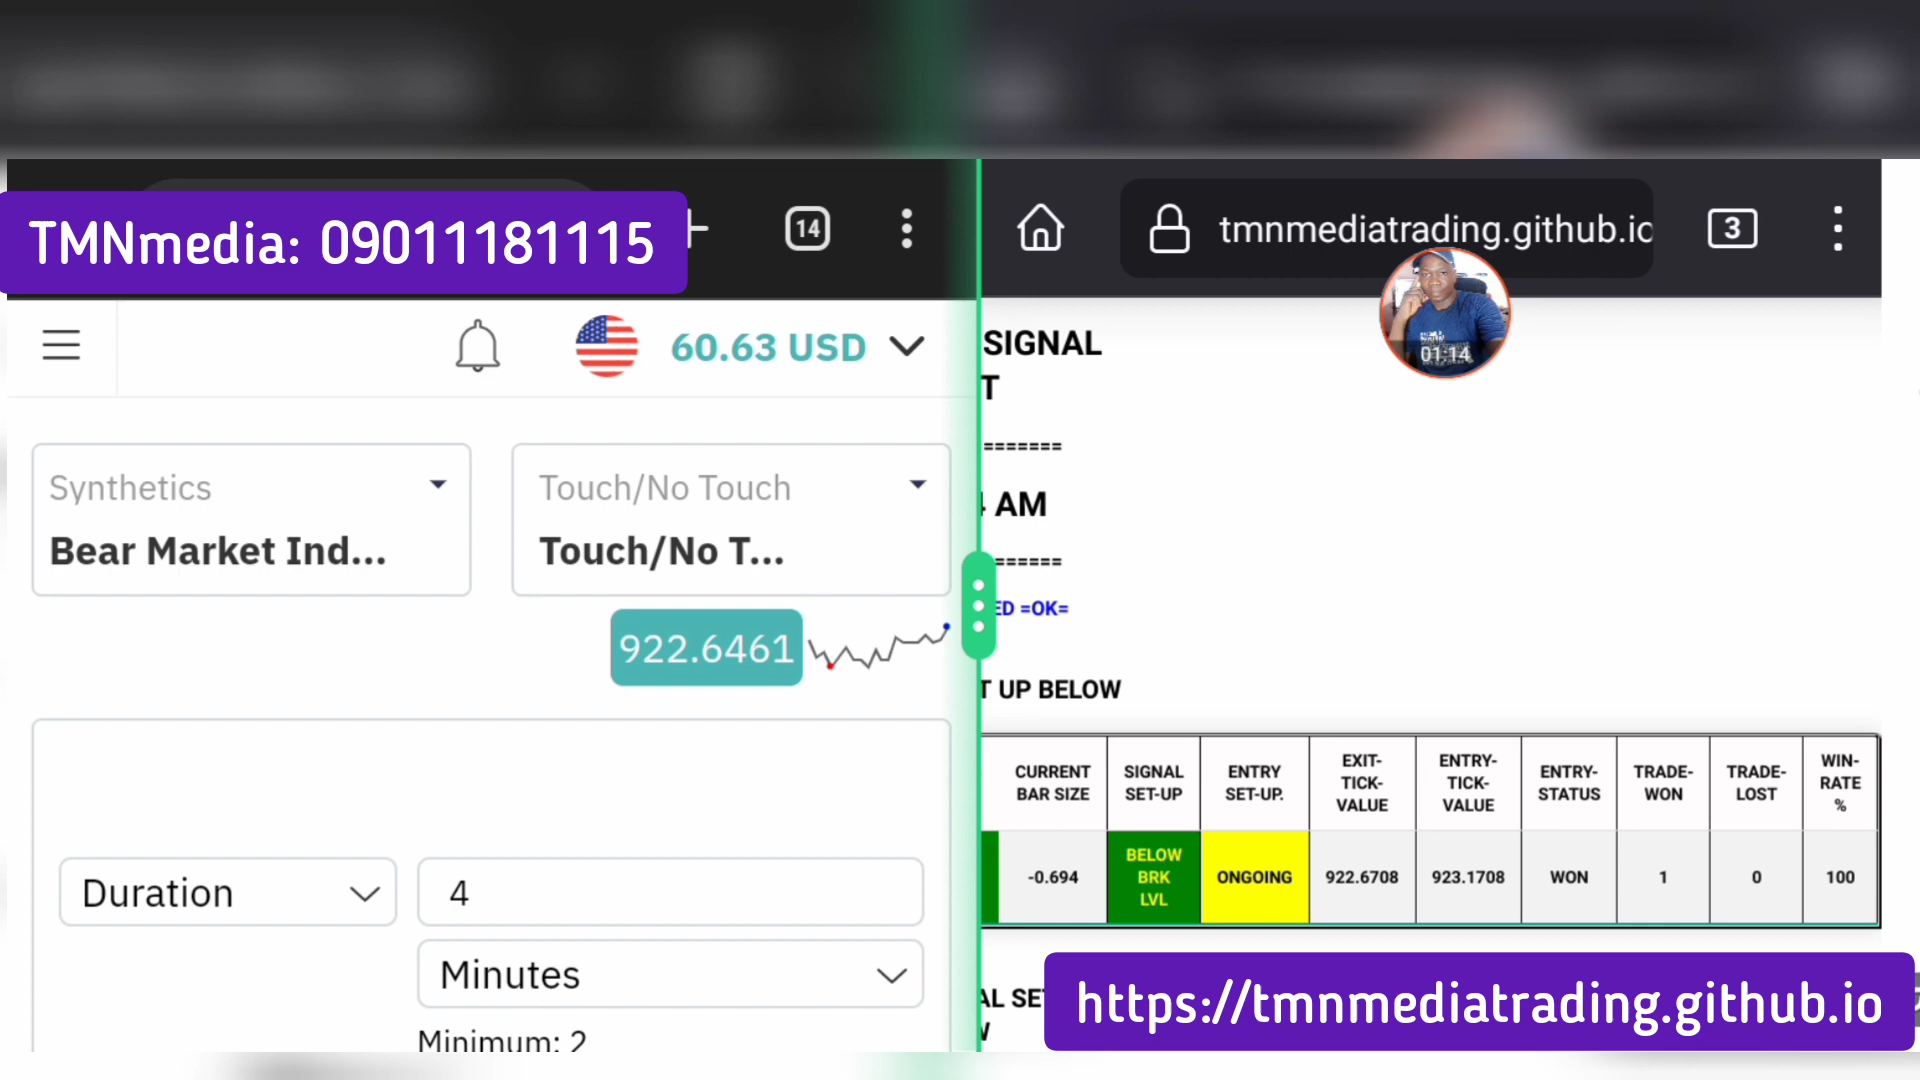 TMNmedia: 09011181115
14
60.63 USD
Synthetics
Bear Market Ind...
Touch/No Touch
Touch/No T...
922.6461
Duration
4
Minutes
Minimum: 2
tmnmediatrading.github.io
3
01:14
SIGNAL
T
=======
AM
======
ED =OK=
T UP BELOW
CURRENT BAR SIZE
SIGNAL SET-UP
ENTRY SET-UP.
EXIT-TICK-VALUE
ENTRY-TICK-VALUE
ENTRY-STATUS
TRADE-WON
TRADE-LOST
WIN-RATE %
-0.694
BELOW BRK LVL
ONGOING
922.6708
923.1708
WON
1
0
100
AL SE
https://tmnmediatrading.github.io